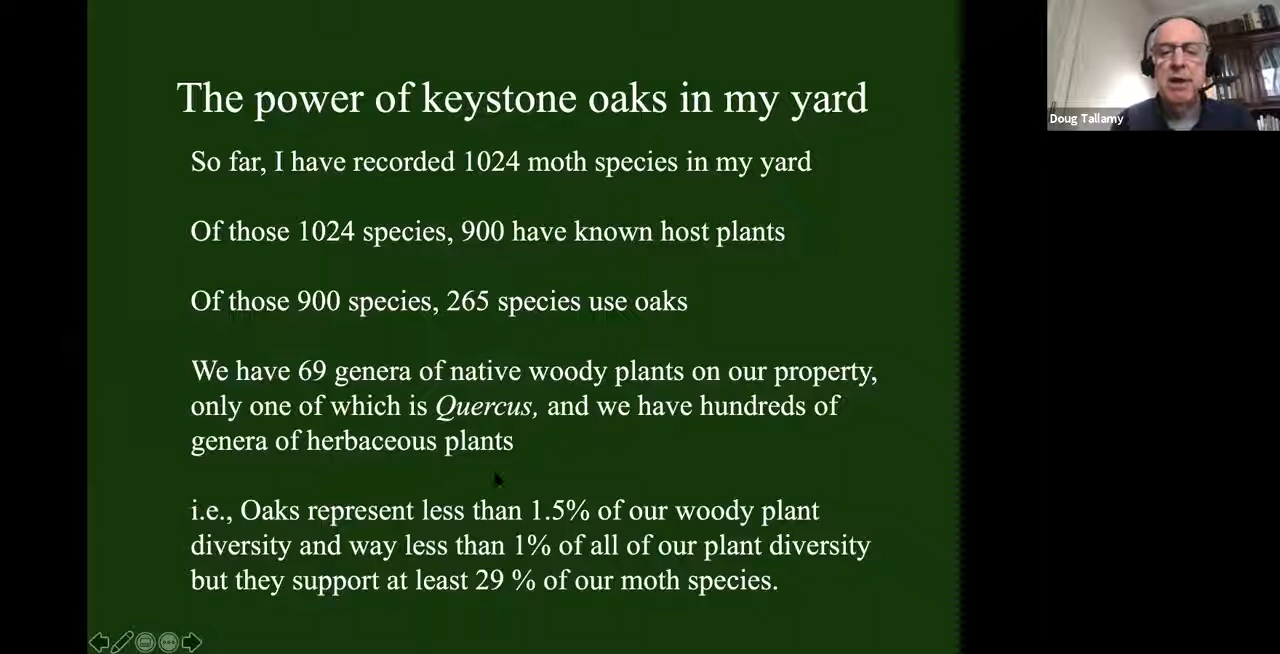 The power of keystone oaks in my yard
So far, I have recorded 1024 moth species in my yard
Of those 1024 species, 900 have known host plants
Of those 900 species, 265 species use oaks
We have 69 genera of native woody plants on our property,
only one of which is Quercus, and we have hundreds of
genera of herbaceous plants
i.e., Oaks represent less than 1.5% of our woody plant
diversity and way less than 1% of all of our plant diversity
but they support at least 29 % of our moth species.
Doug Tallamy